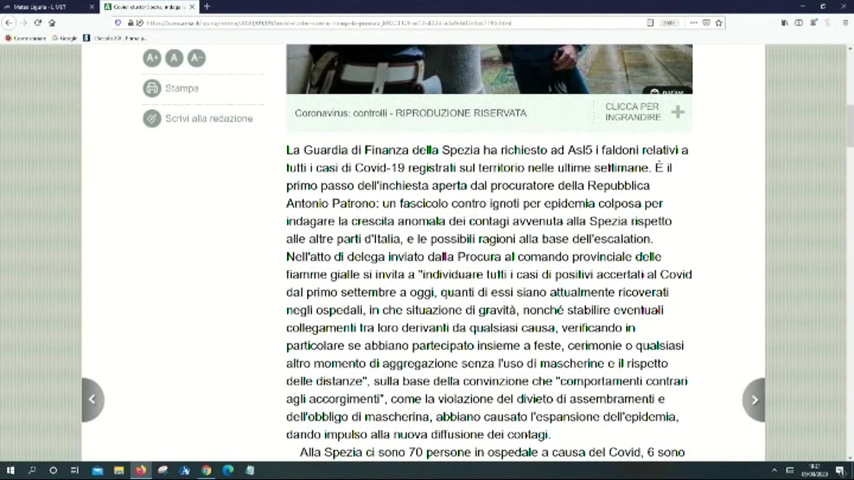 Meteo Liguria - LIMET
A+ A A-
Stampa
Scrivi alla redazione
Coronavirus: controlli - RIPRODUZIONE RISERVATA
CLICCA PER
INGRANDIRE
La Guardia di Finanza della Spezia ha richiesto ad Asl5 i faldoni relativi a
tutti i casi di Covid-19 registrati sul territorio nelle ultime settimane. È il
primo passo dell'inchiesta aperta dal procuratore della Repubblica
Antonio Patrono: un fascicolo contro ignoti per epidemia colposa per
indagare la crescita anomala dei contagi avvenuta alla Spezia rispetto
alle altre parti d'Italia, e le possibili ragioni alla base dell'escalation.
Nell'atto di delega inviato dalla Procura al comando provinciale delle
fiamme gialle si invita a "individuare tutti i casi di positivi accertati al Covid
dal primo settembre a oggi, quanti di essi siano attualmente ricoverati
negli ospedali, in che situazione di gravità, nonché stabilire eventuali
collegamenti tra loro derivanti da qualsiasi causa, verificando in
particolare se abbiano partecipato insieme a feste, cerimonie o qualsiasi
altro momento di aggregazione senza l'uso di mascherine e il rispetto
delle distanze", sulla base della convinzione che "comportamenti contrari
agli accorgimenti", come la violazione del divieto di assembramenti e
dell'obbligo di mascherina, abbiano causato l'espansione dell'epidemia,
dando impulso alla nuova diffusione dei contagi.
Alla Spezia ci sono 70 persone in ospedale a causa del Covid, 6 sono